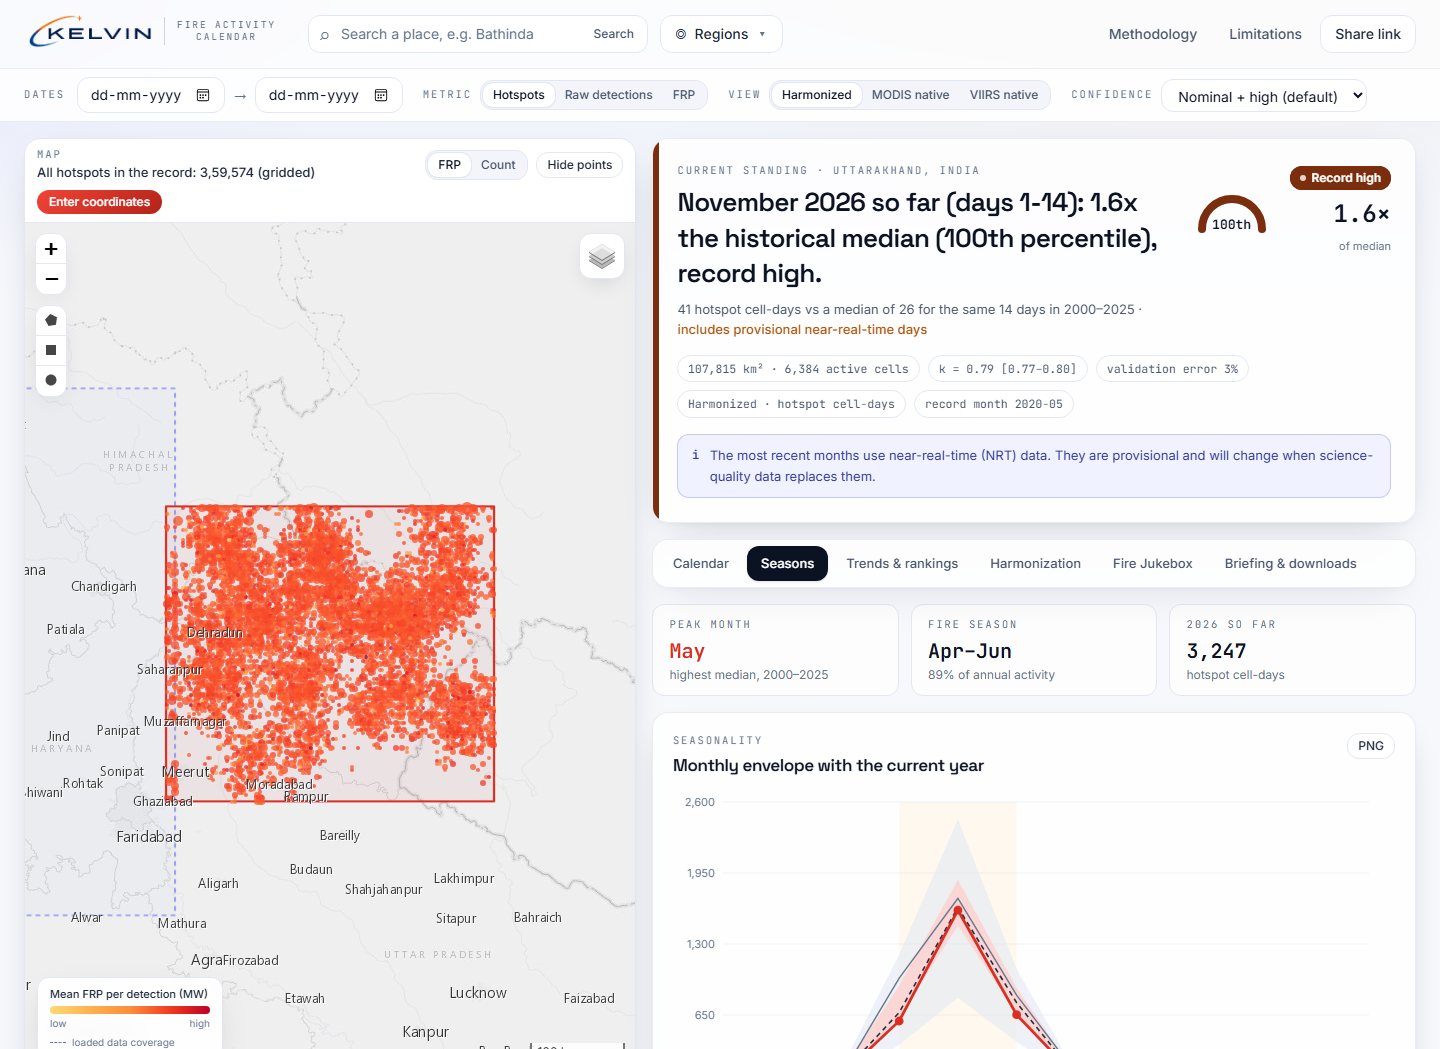 KELVIN
FIRE ACTIVITY
CALENDAR
Search a place, e.g. Bathinda
Search
Regions
Methodology
Limitations
Share link
DATES
dd-mm-yyyy
→
dd-mm-yyyy
METRIC
Hotspots
Raw detections
FRP
VIEW
Harmonized
MODIS native
VIIRS native
CONFIDENCE
Nominal + high (default)
MAP
All hotspots in the record: 3,59,574 (gridded)
FRP
Count
Hide points
Enter coordinates
+
−
HIMACHAL
PRADESH
ana
Chandigarh
Patiala
Dehradun
Saharanpur
Muzaffarnagar
Jind
Panipat
HARYANA
Sonipat
Meerut
Rohtak
hiwani
Moradabad
Rampur
Ghaziabad
Faridabad
Bareilly
Budaun
Aligarh
Shahjahanpur
Lakhimpur
Alwar
Mathura
Sitapur
Bahraich
UTTAR PRADESH
Agra
Firozabad
r
Etawah
Lucknow
Faizabad
Kanpur
Mean FRP per detection (MW)
low
high
loaded data coverage
CURRENT STANDING · UTTARAKHAND, INDIA
November 2026 so far (days 1-14): 1.6x
the historical median (100th percentile),
record high.
100th
Record high
1.6×
of median
41 hotspot cell-days vs a median of 26 for the same 14 days in 2000–2025 ·
includes provisional near-real-time days
107,815 km² · 6,384 active cells
k = 0.79 [0.77–0.80]
validation error 3%
Harmonized · hotspot cell-days
record month 2020-05
i
The most recent months use near-real-time (NRT) data. They are provisional and will change when science-
quality data replaces them.
Calendar
Seasons
Trends & rankings
Harmonization
Fire Jukebox
Briefing & downloads
PEAK MONTH
May
highest median, 2000–2025
FIRE SEASON
Apr–Jun
89% of annual activity
2026 SO FAR
3,247
hotspot cell-days
SEASONALITY
Monthly envelope with the current year
PNG
2,600
1,950
1,300
650